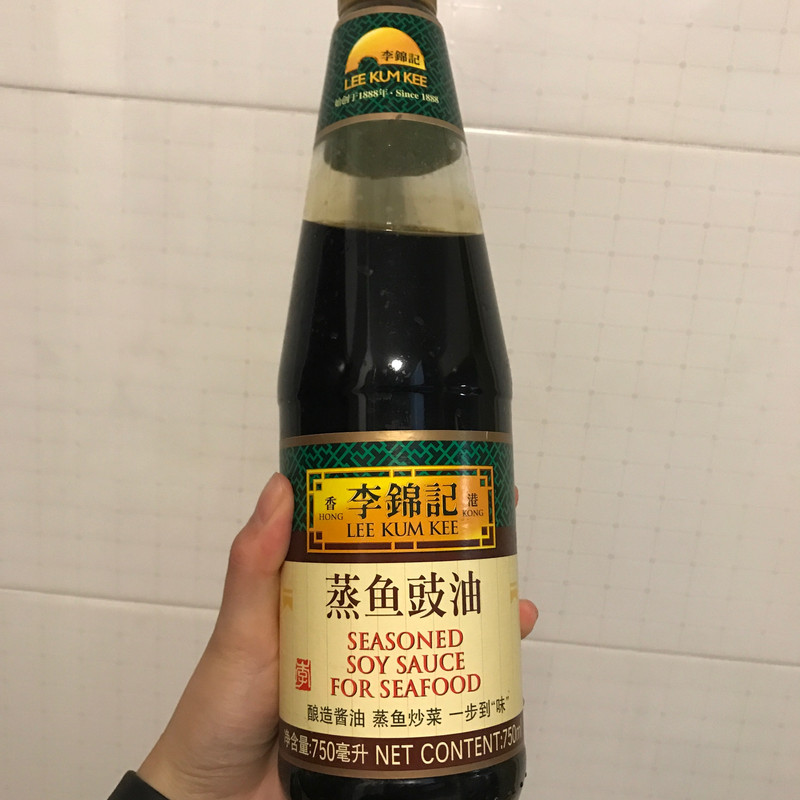 李錦記
LEE KUM KEE
始创于1888年·Since 1888
香 李錦記 港
HONG LEE KUM KEE KONG
蒸鱼豉油
SEASONED
SOY SAUCE
FOR SEAFOOD
李
酿造酱油 蒸鱼炒菜 一步到“味”
净含量:750毫升 NET CONTENT:750ml